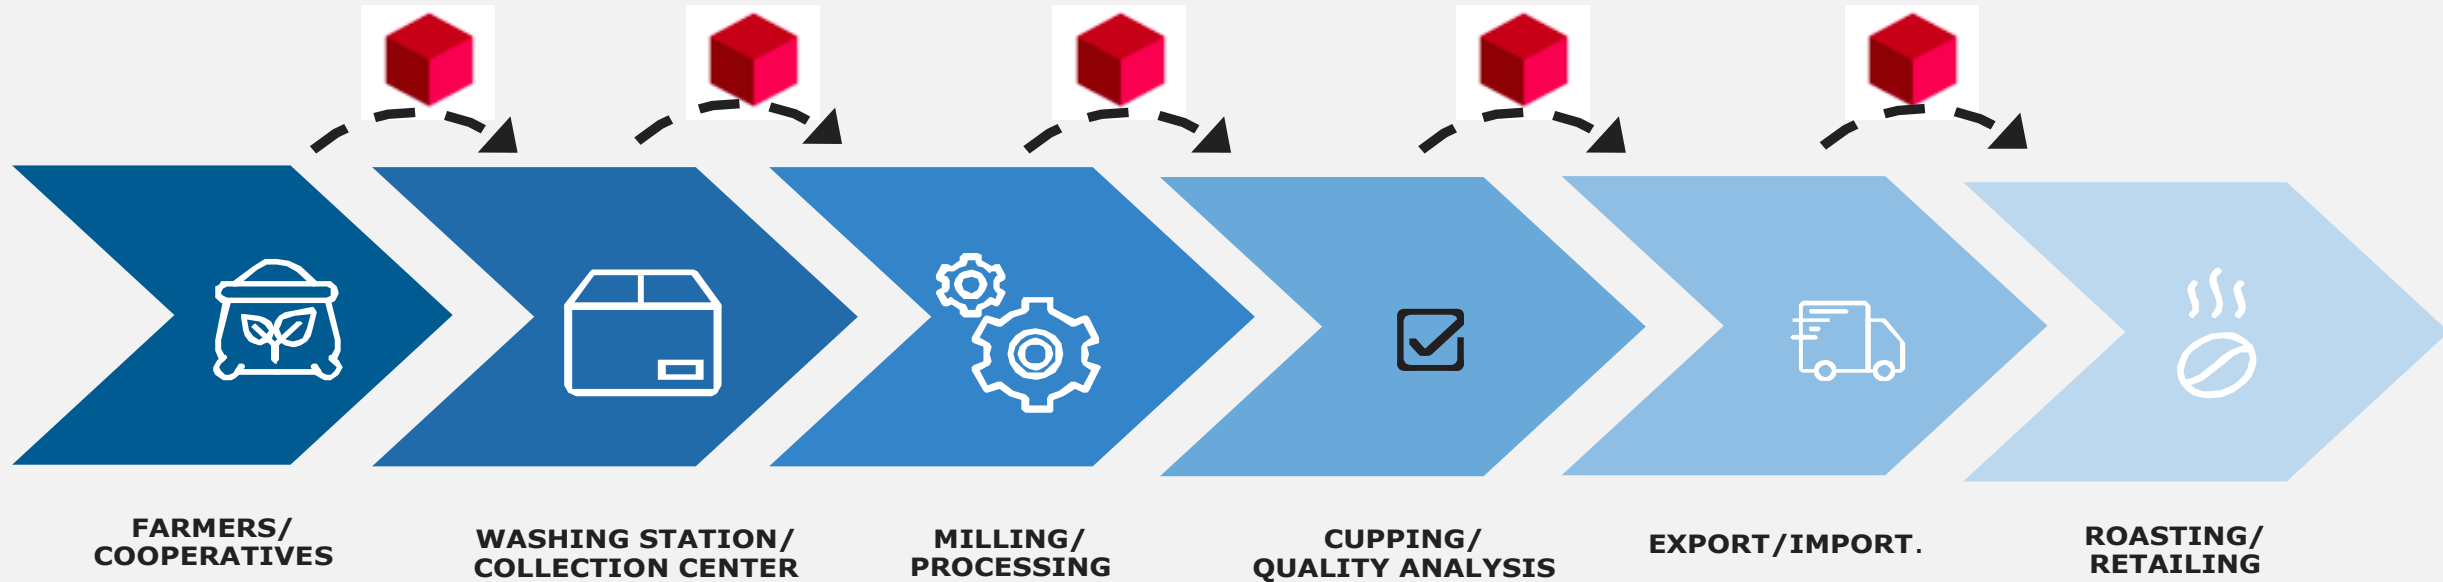 FARMERS/
COOPERATIVES
WASHING STATION/
COLLECTION CENTER
MILLING/
PROCESSING
CUPPING/
QUALITY ANALYSIS
EXPORT/IMPORT.
ROASTING/
RETAILING